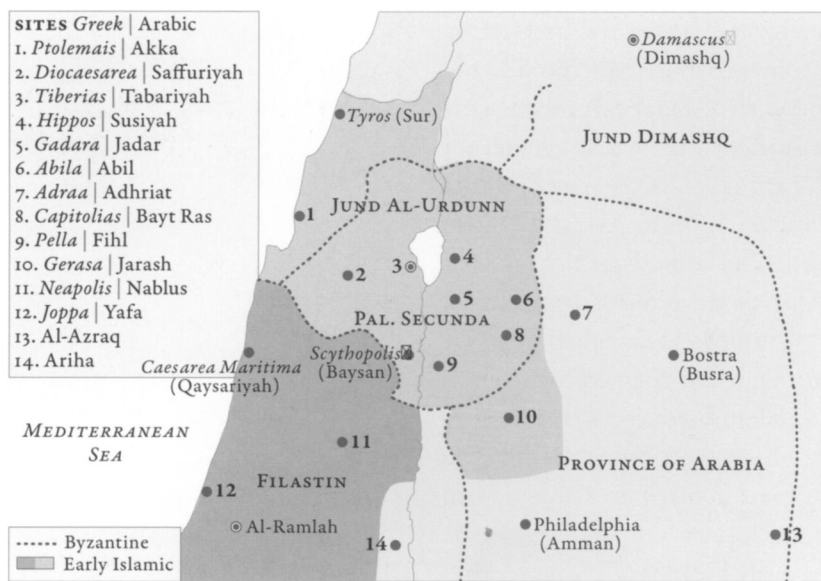 SITES Greek | Arabic
1. Ptolemais | Akka
2. Diocaesarea | Saffuriyah
3. Tiberias | Tabariyah
4. Hippos | Susiyah
5. Gadara | Jadar
6. Abila | Abil
7. Adraa | Adhriat
8. Capitolias | Bayt Ras
9. Pella | Fihl
10. Gerasa | Jarash
11. Neapolis | Nablus
12. Joppa | Yafa
13. Al-Azraq
14. Ariha
Damascus
(Dimashq)
Tyros (Sur)
JUND DIMASHQ
JUND AL-URDUNN
1
2
3
4
5
6
7
PAL. SECUNDA
8
Scythopolis
(Baysan)
9
Caesarea Maritima
(Qaysariyah)
Bostra
(Busra)
10
MEDITERRANEAN
SEA
11
PROVINCE OF ARABIA
FILASTIN
12
Al-Ramlah
Philadelphia
(Amman)
13
14
Byzantine
Early Islamic